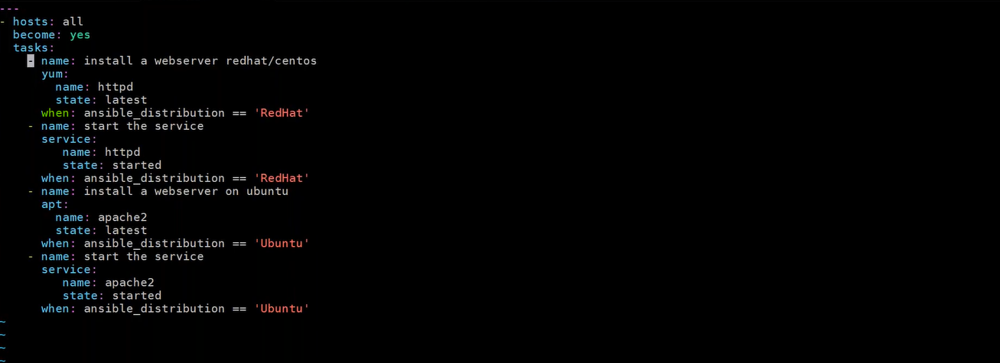 ---
- hosts: all
  become: yes
  tasks:
    - name: install a webserver redhat/centos
      yum:
        name: httpd
        state: latest
      when: ansible_distribution == 'RedHat'
    - name: start the service
      service:
         name: httpd
         state: started
      when: ansible_distribution == 'RedHat'
    - name: install a webserver on ubuntu
      apt:
        name: apache2
        state: latest
      when: ansible_distribution == 'Ubuntu'
    - name: start the service
      service:
         name: apache2
         state: started
      when: ansible_distribution == 'Ubuntu'
~
~
~
~